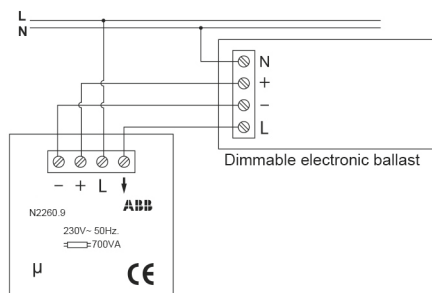 L
N
N
+
−
L
Dimmable electronic ballast
− + L
ABB
N2260.9
230V~ 50Hz.
700VA
µ
CE